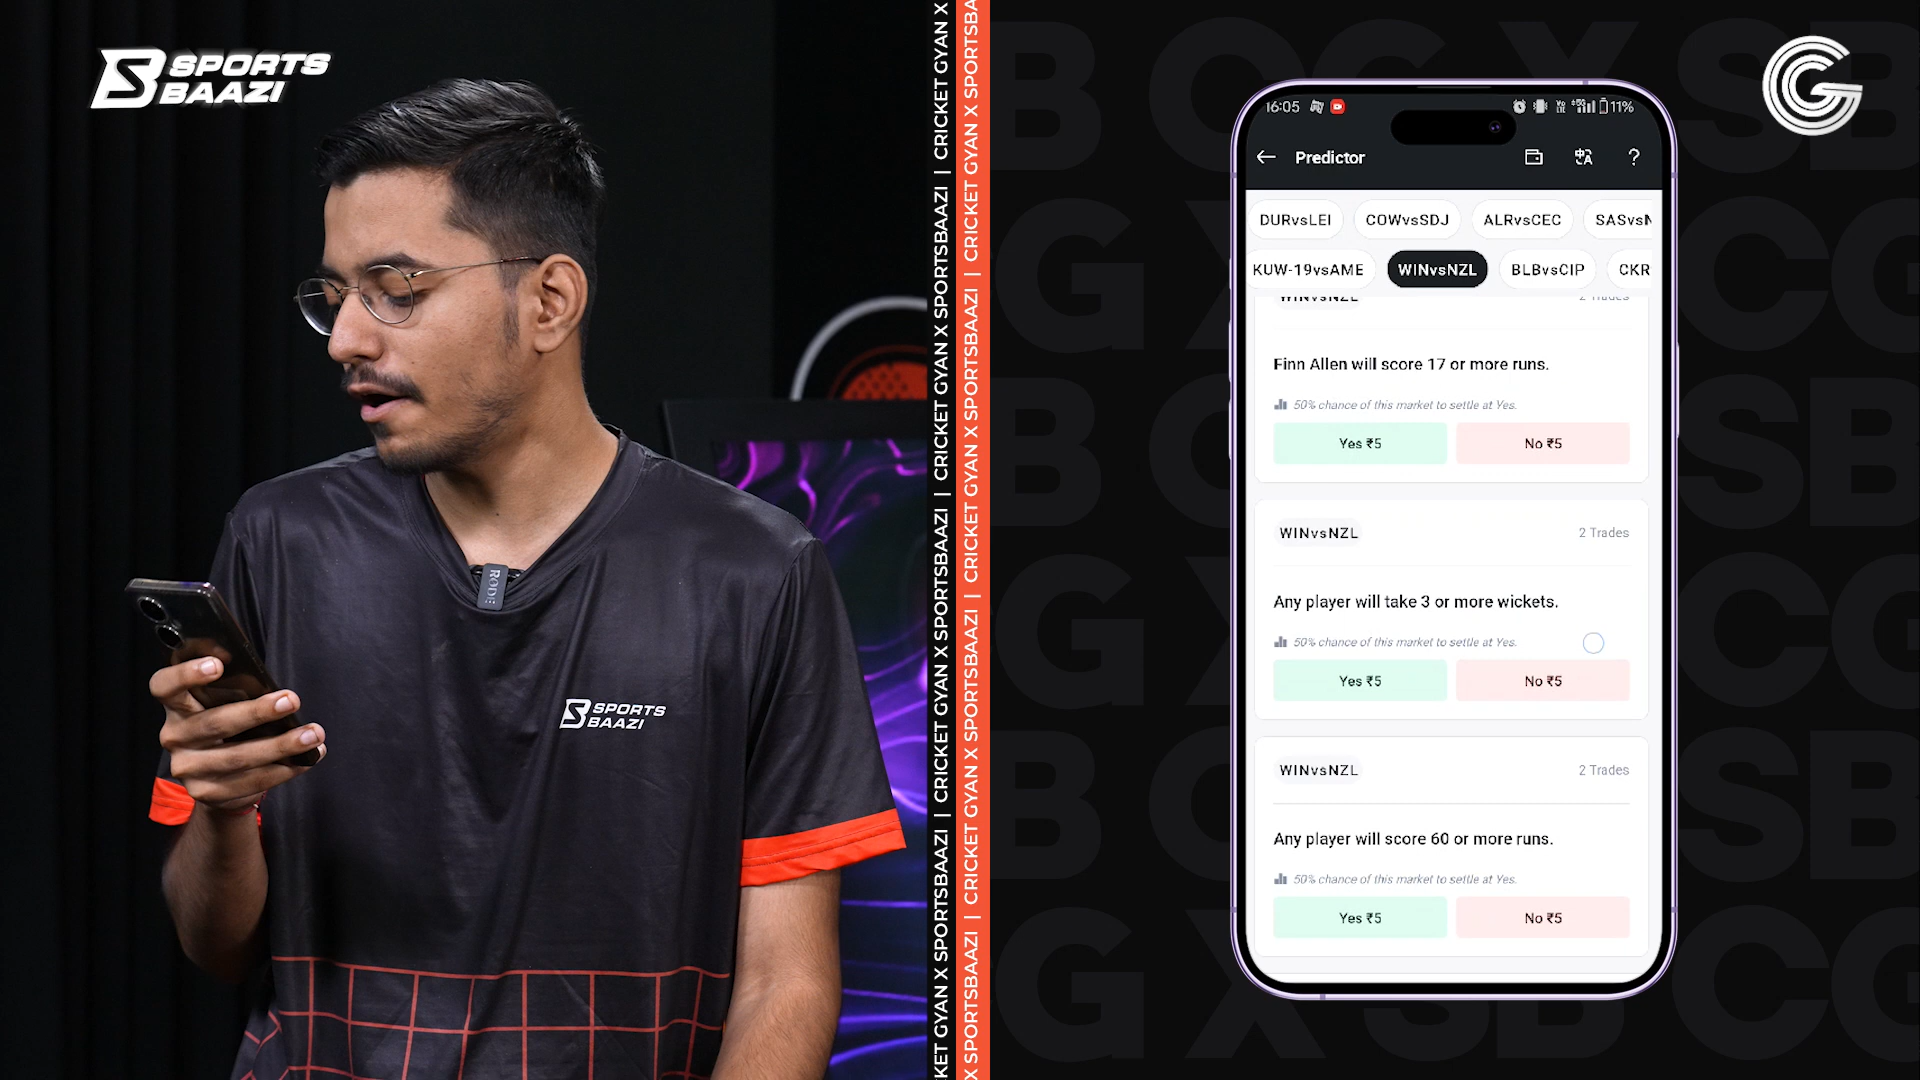 SPORTS
BAAZI
RODE
SPORTS
BAAZI
KET GYAN X SPORTSBAAZI | CRICKET GYAN X SPORTSBAAZI | CRICKET GYAN X SPORTSBAAZI | CRICKET GYAN X
X SPORTSBAAZI | CRICKET GYAN X SPORTSBAAZI | CRICKET GYAN X SPORTSBAAZI | CRICKET GYAN X SPORTSBA
16:05
11%
Predictor
?
DURvsLEI
COWvsSDJ
ALRvsCEC
SASvsN
KUW-19vsAME
WINvsNZL
BLBvsCIP
CKR
WINvsNZL
2 Trades
Finn Allen will score 17 or more runs.
50% chance of this market to settle at Yes.
Yes ₹5
No ₹5
WINvsNZL
2 Trades
Any player will take 3 or more wickets.
50% chance of this market to settle at Yes.
Yes ₹5
No ₹5
WINvsNZL
2 Trades
Any player will score 60 or more runs.
50% chance of this market to settle at Yes.
Yes ₹5
No ₹5